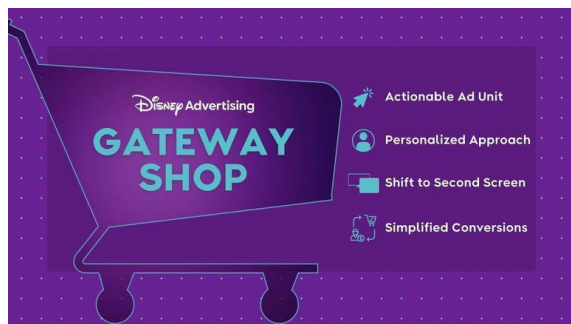 Disney Advertising
GATEWAY
SHOP
Actionable Ad Unit
Personalized Approach
Shift to Second Screen
Simplified Conversions